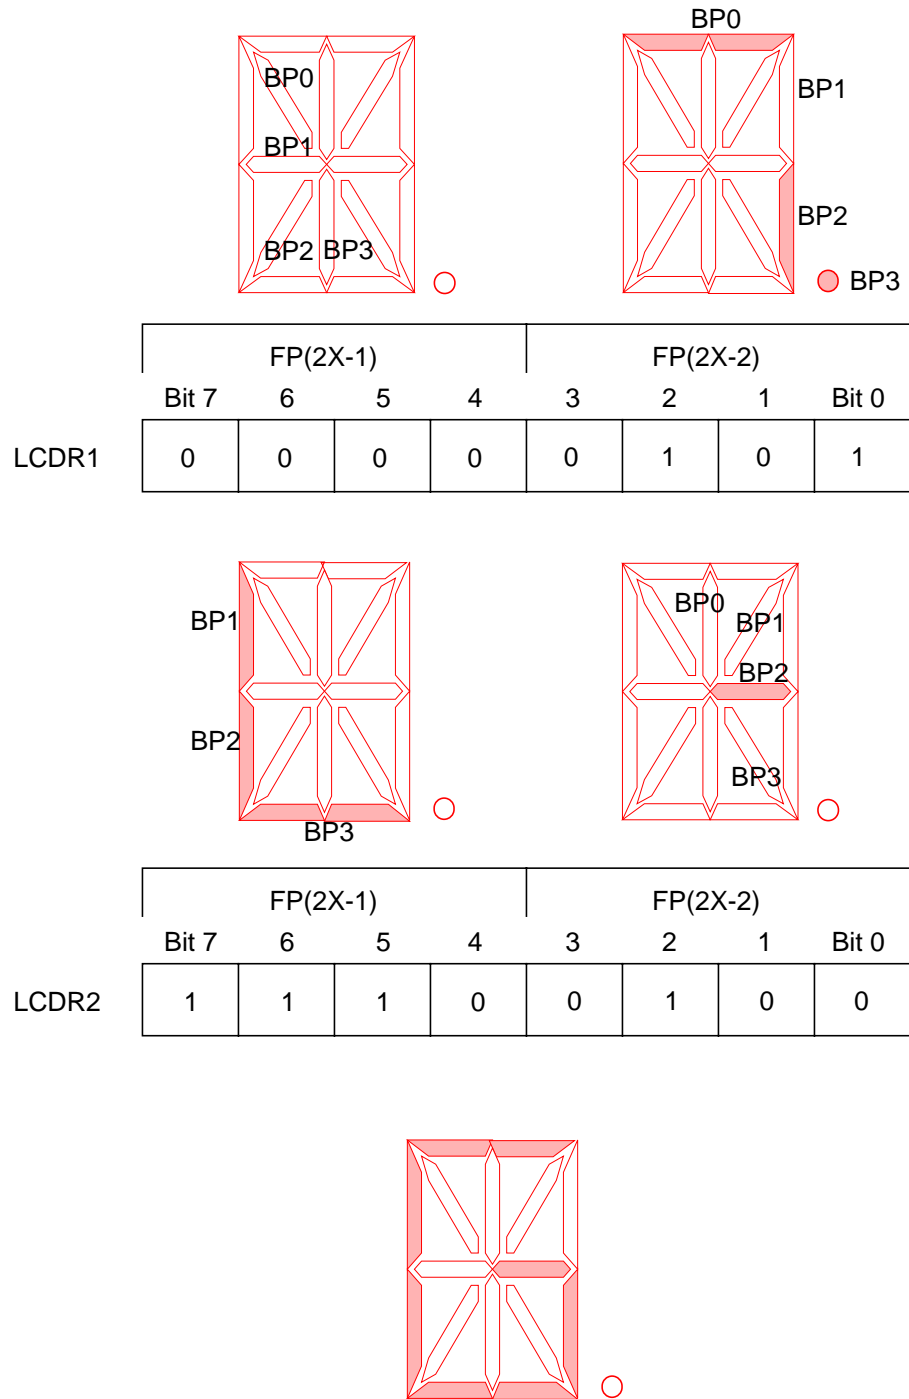 BP0
BP0
BP1
BP1
BP2
BP2 BP3
BP3
FP(2X-1) FP(2X-2)
Bit 7 6 5 4 3 2 1 Bit 0
LCDR1 0 0 0 0 0 1 0 1
BP0
BP1
BP1
BP2
BP2
BP3
BP3
FP(2X-1) FP(2X-2)
Bit 7 6 5 4 3 2 1 Bit 0
LCDR2 1 1 1 0 0 1 0 0